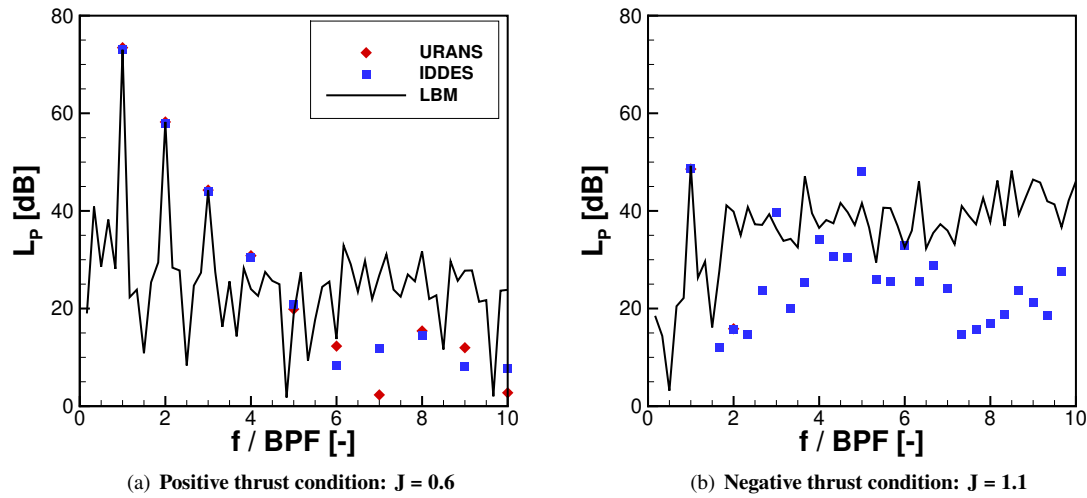 80
60
40
20
0
0
2
4
6
8
10
L_P [dB]
f / BPF [-]
URANS
IDDES
LBM
(a) Positive thrust condition: J = 0.6
80
60
40
20
0
0
2
4
6
8
10
L_P [dB]
f / BPF [-]
(b) Negative thrust condition: J = 1.1